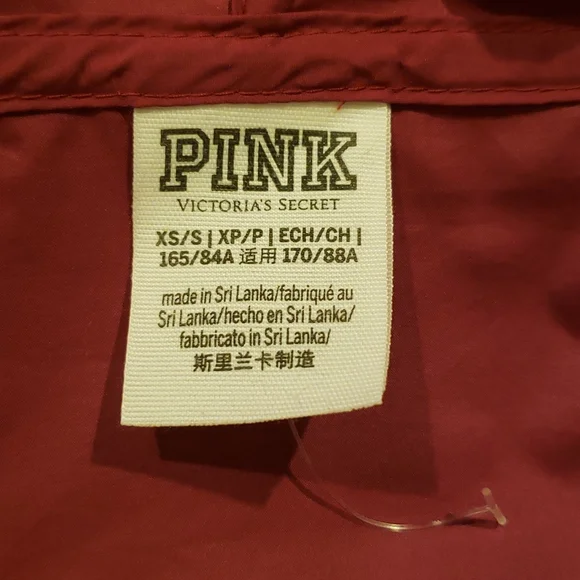 PINK
VICTORIA'S SECRET
XS/S | XP/P | ECH/CH |
165/84A 适用 170/88A
made in Sri Lanka/fabriqué au
Sri Lanka/hecho en Sri Lanka/
fabbricato in Sri Lanka/
斯里兰卡制造